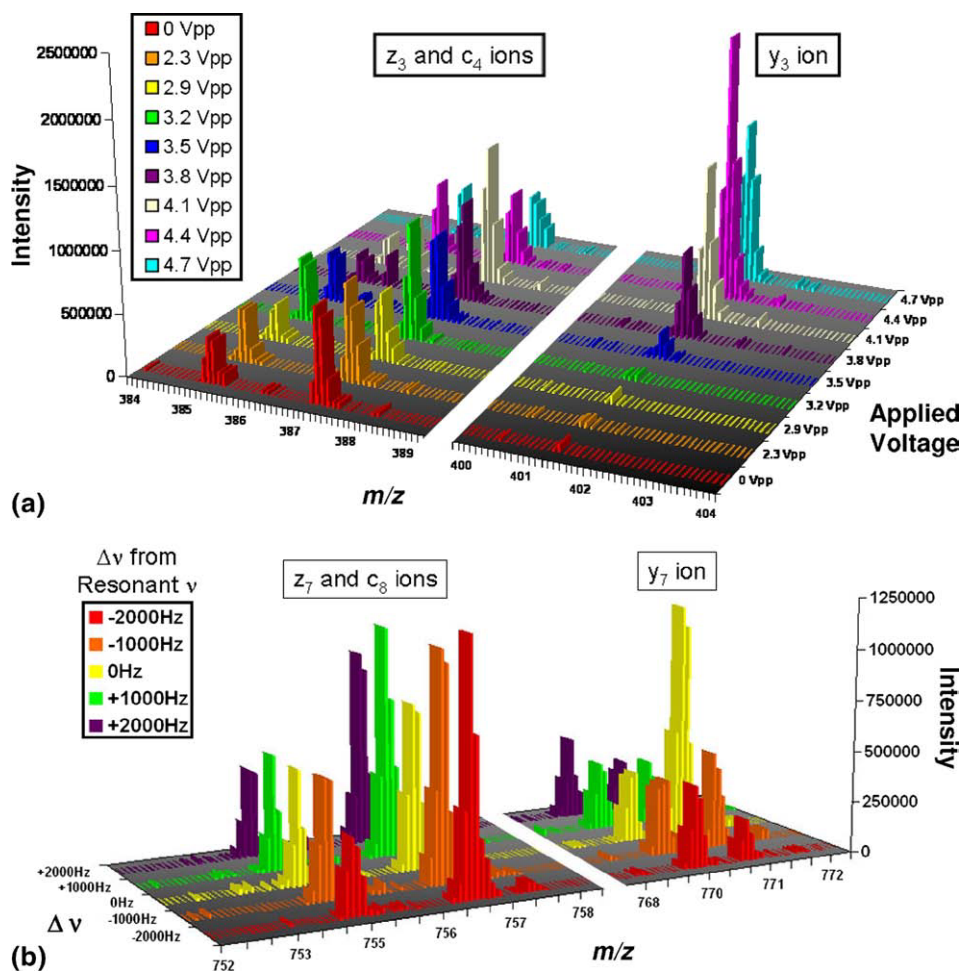 z3 and c4 ions
y3 ion
0 Vpp
2.3 Vpp
2.9 Vpp
3.2 Vpp
3.5 Vpp
3.8 Vpp
4.1 Vpp
4.4 Vpp
4.7 Vpp
2500000
2000000
1500000
1000000
500000
0
Intensity
384
385
386
387
388
389
400
401
402
403
404
m/z
4.7 Vpp
4.4 Vpp
4.1 Vpp
3.8 Vpp
3.5 Vpp
3.2 Vpp
2.9 Vpp
2.3 Vpp
0 Vpp
Applied
Voltage
(a)
Δν from
Resonant ν
-2000Hz
-1000Hz
0Hz
+1000Hz
+2000Hz
z7 and c8 ions
y7 ion
1250000
1000000
750000
500000
250000
0
Intensity
+2000Hz
+1000Hz
0Hz
-1000Hz
-2000Hz
Δν
752
753
755
756
757
758
768
770
771
772
m/z
(b)